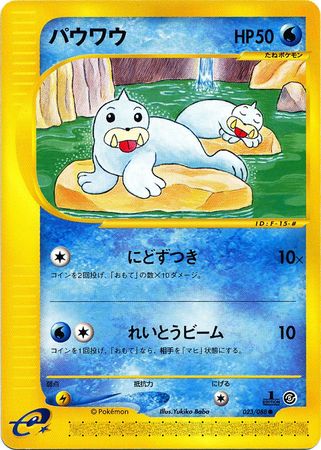 パウワウ HP50
たねポケモン
ID:F-15-#
にどずつき 10×
コインを2回投げ、「おもて」の数×10ダメージ。
れいとうビーム 10
コインを1回投げ「おもて」なら、相手を「マヒ」状態にする。
弱点 抵抗力 にげる
©Pokémon Illus.Yukiko Baba 1 EDITION 023/088 ●
e